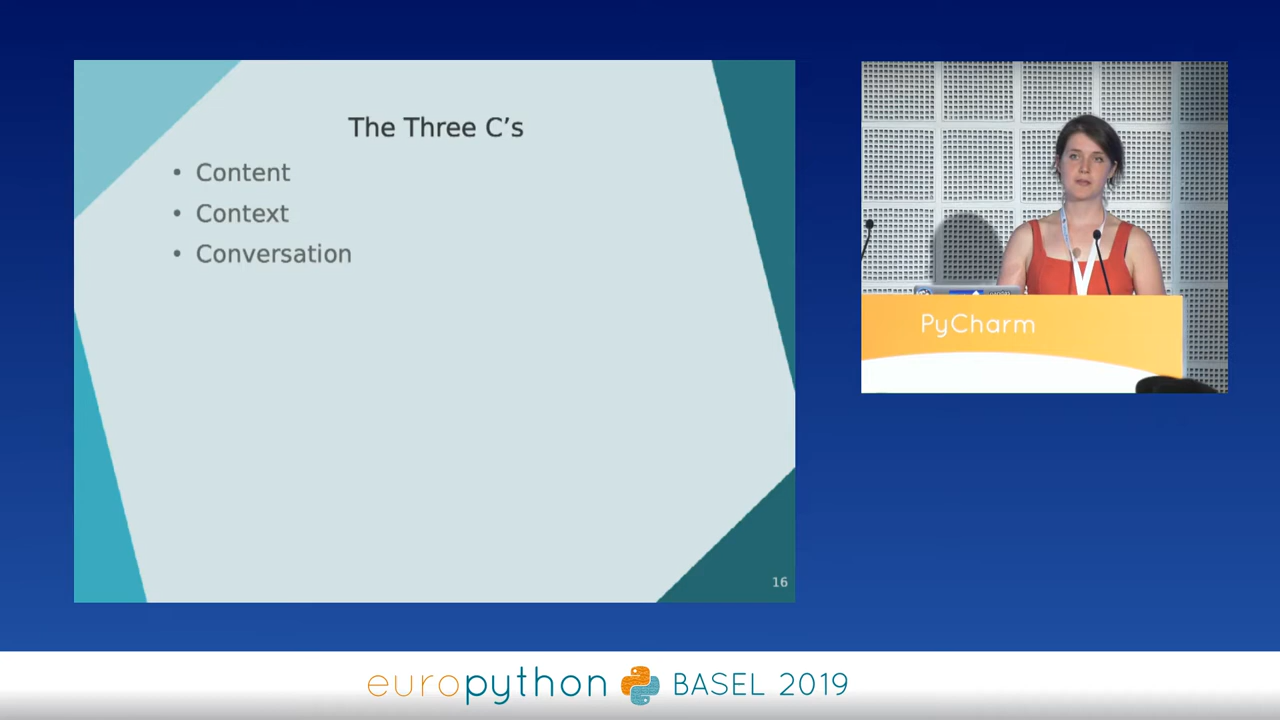 The Three C's
• Content
• Context
• Conversation
16
PyCharm
europython BASEL 2019